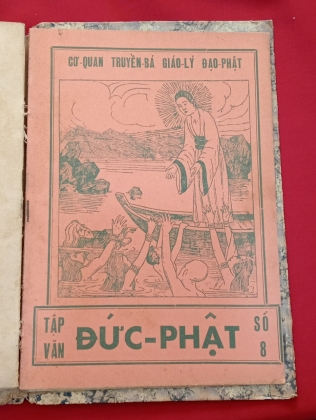 CƠ-QUAN TRUYỀN-BÁ GIÁO-LÝ ĐẠO-PHẬT
TẬP
VĂN
ĐỨC-PHẬT
SỐ
8